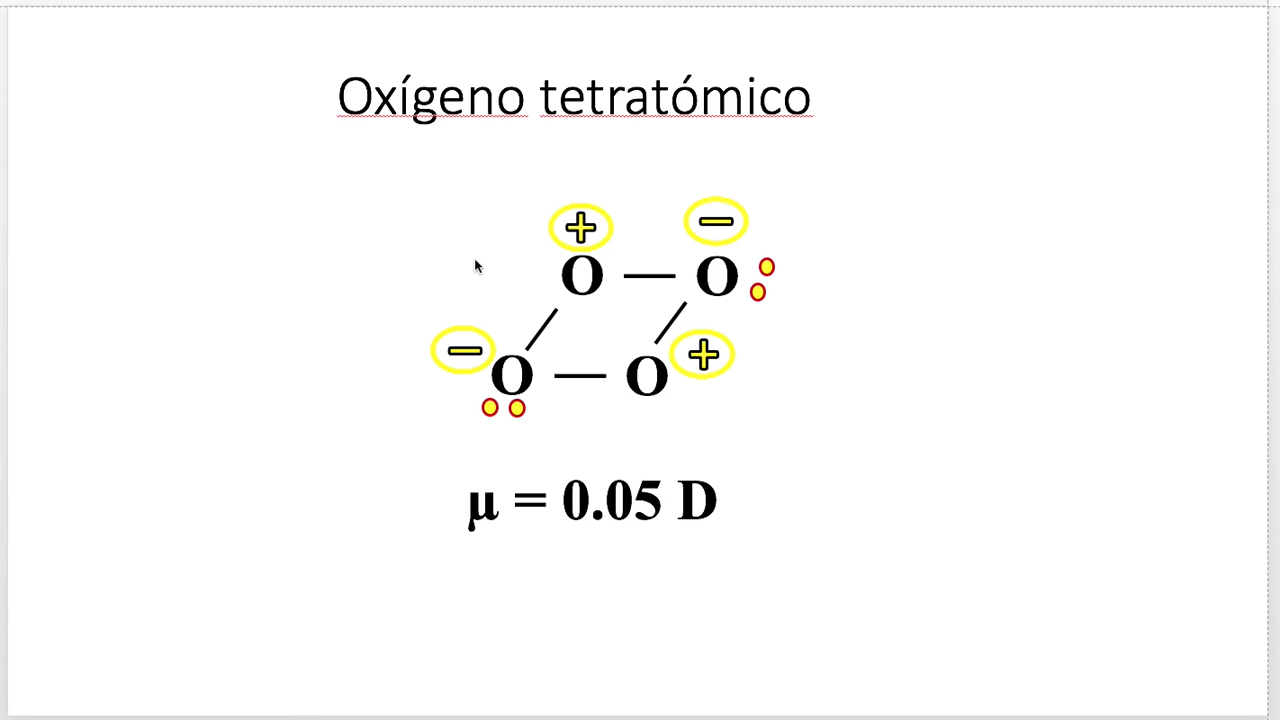 Oxígeno tetratómico
+ −
O — O
− +
O — O
μ = 0.05 D